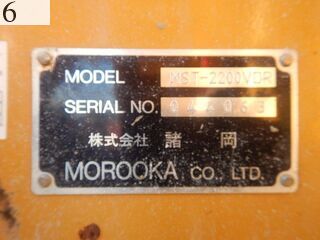 6
MODEL MST-2200VDR
SERIAL NO.
株式会社 諸岡
MOROOKA CO., LTD.